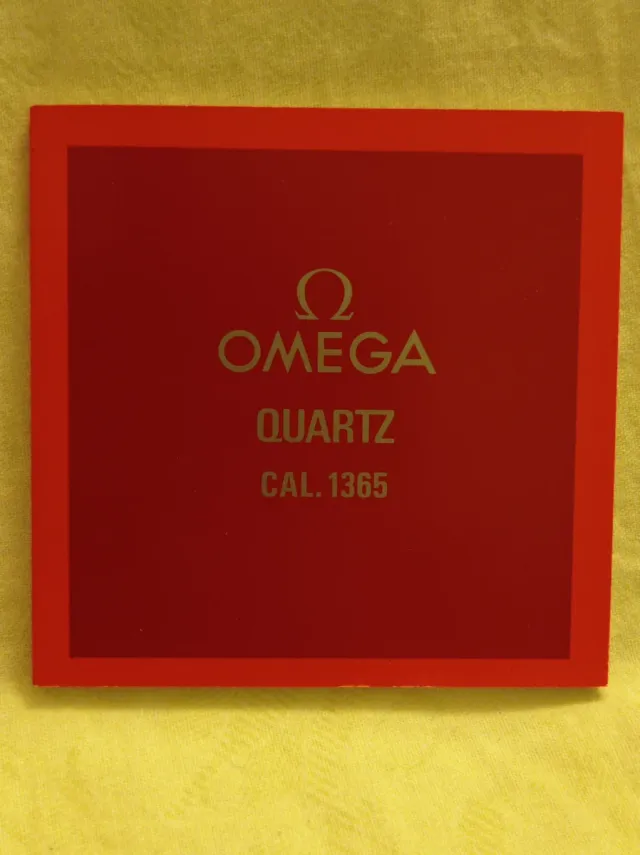 Ω
OMEGA
QUARTZ
CAL. 1365